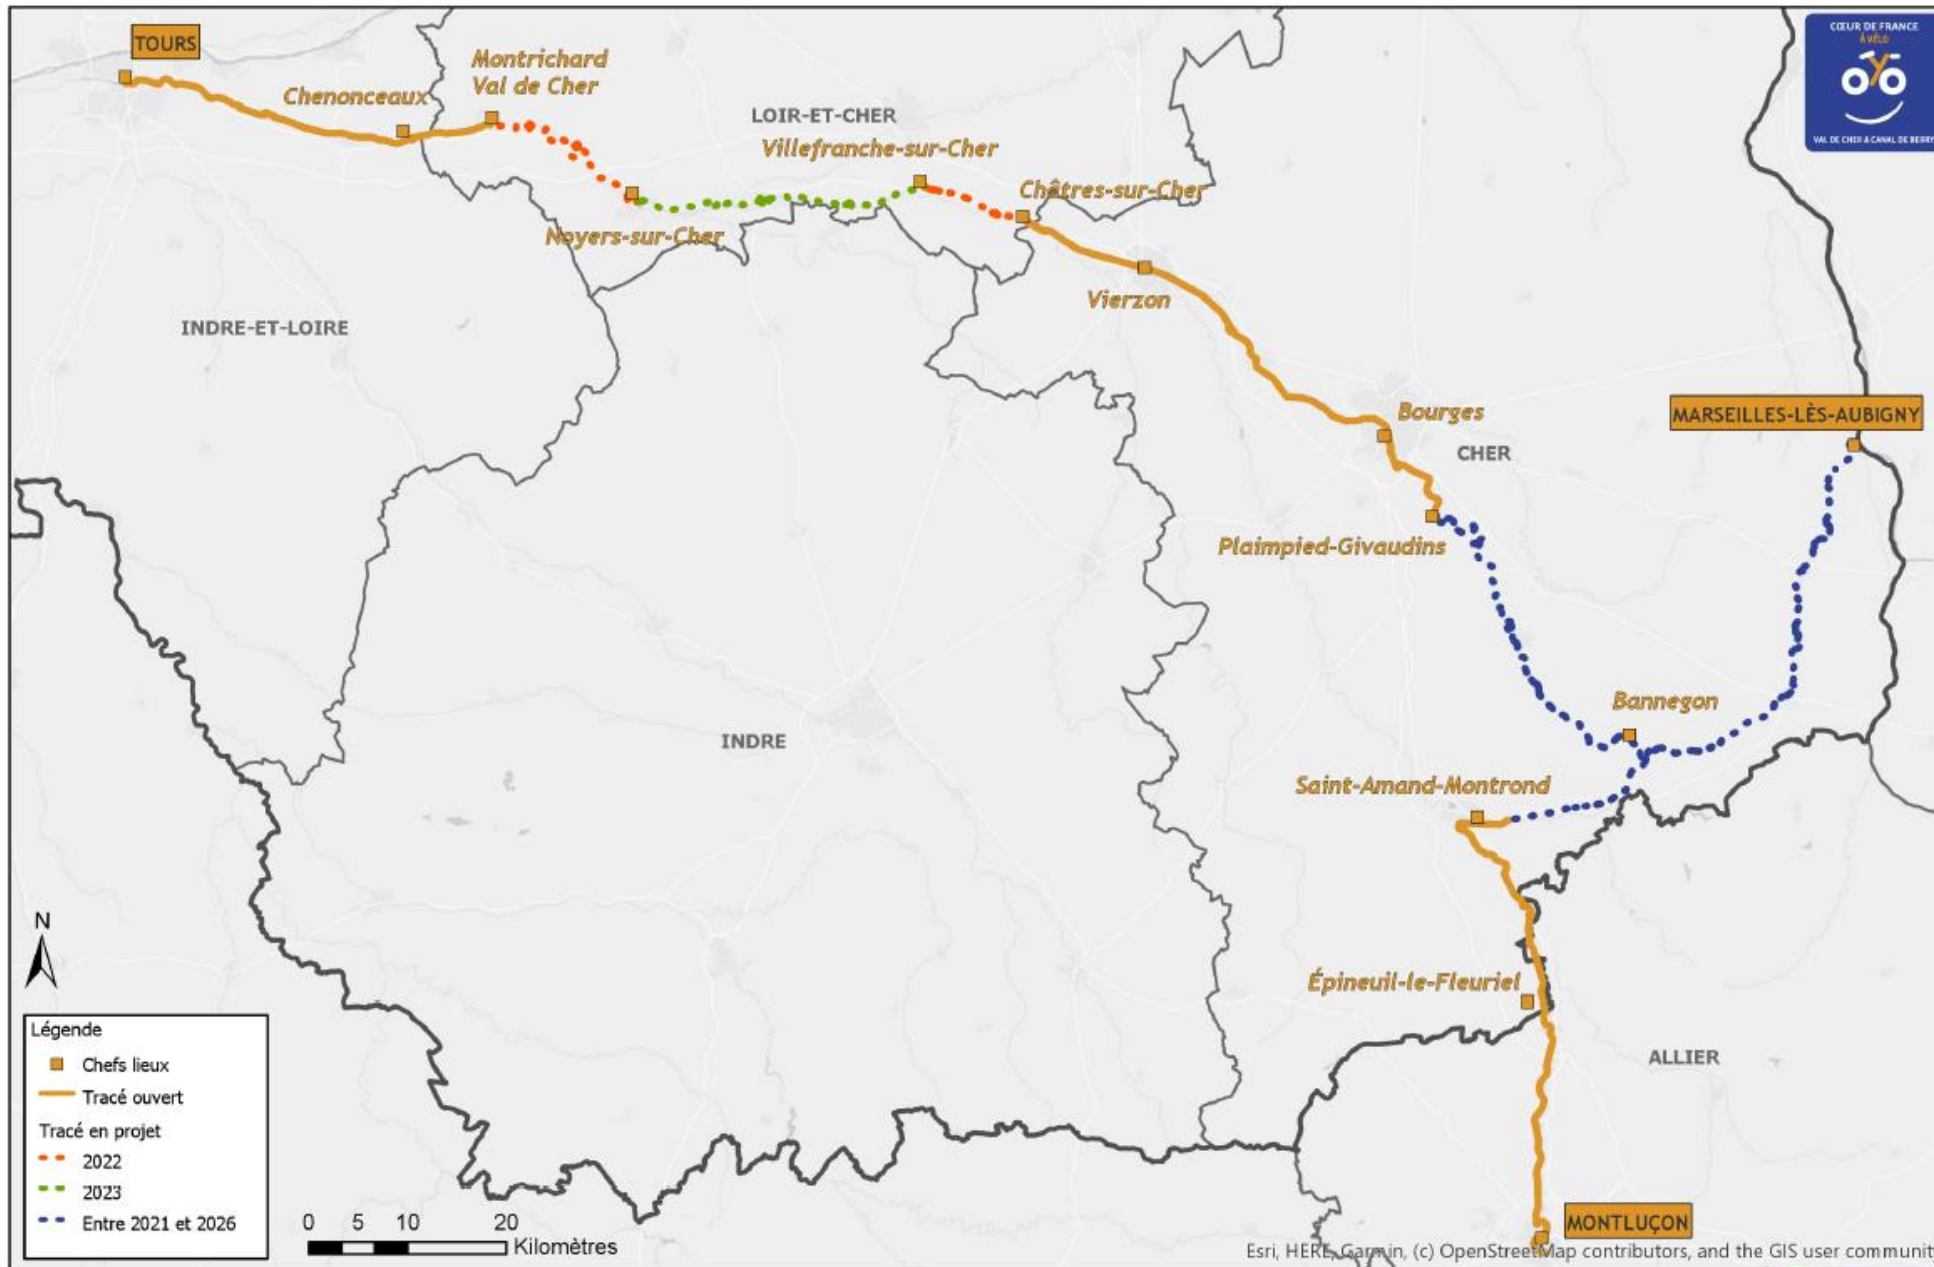 TOURS
Chenonceaux
Montrichard
Val de Cher
LOIR-ET-CHER
Villefranche-sur-Cher
Châtres-sur-Cher
Noyers-sur-Cher
Vierzon
INDRE-ET-LOIRE
CŒUR DE FRANCE
À VÉLO
VAL DE CHER & CANAL DE BERRY
Bourges
MARSEILLES-LÈS-AUBIGNY
CHER
Plaimpied-Givaudins
Bannegon
INDRE
Saint-Amand-Montrond
Épineuil-le-Fleuriel
ALLIER
MONTLUÇON
N
Légende
Chefs lieux
Tracé ouvert
Tracé en projet
2022
2023
Entre 2021 et 2026
0 5 10 20
Kilomètres
Esri, HERE, Garmin, (c) OpenStreetMap contributors, and the GIS user communit